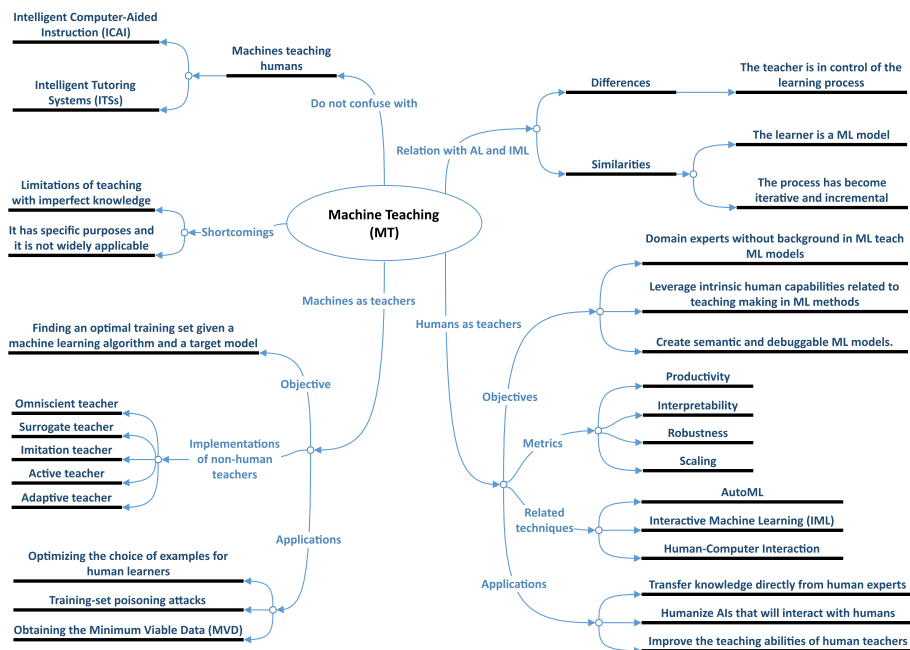 Intelligent Computer-Aided
Instruction (ICAI)
Intelligent Tutoring
Systems (ITSs)
Machines teaching
humans
Do not confuse with
Relation with AL and IML
Differences
The teacher is in control of the
learning process
Similarities
The learner is a ML model
The process has become
iterative and incremental
Machine Teaching
(MT)
Shortcomings
Limitations of teaching
with imperfect knowledge
It has specific purposes and
it is not widely applicable
Machines as teachers
Objective
Finding an optimal training set given a
machine learning algorithm and a target model
Implementations
of non-human
teachers
Omniscient teacher
Surrogate teacher
Imitation teacher
Active teacher
Adaptive teacher
Applications
Optimizing the choice of examples for
human learners
Training-set poisoning attacks
Obtaining the Minimum Viable Data (MVD)
Humans as teachers
Objectives
Domain experts without background in ML teach
ML models
Leverage intrinsic human capabilities related to
teaching making in ML methods
Create semantic and debuggable ML models.
Metrics
Productivity
Interpretability
Robustness
Scaling
Related
techniques
AutoML
Interactive Machine Learning (IML)
Human-Computer Interaction
Applications
Transfer knowledge directly from human experts
Humanize AIs that will interact with humans
Improve the teaching abilities of human teachers